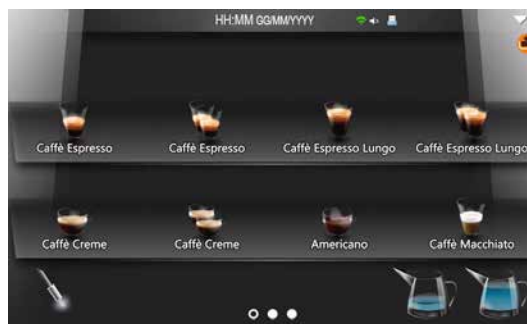 HH:MM GG/MM/YYYY
Caffè Espresso Caffè Espresso Caffè Espresso Lungo Caffè Espresso Lungo
Caffè Creme Caffè Creme Americano Caffè Macchiato